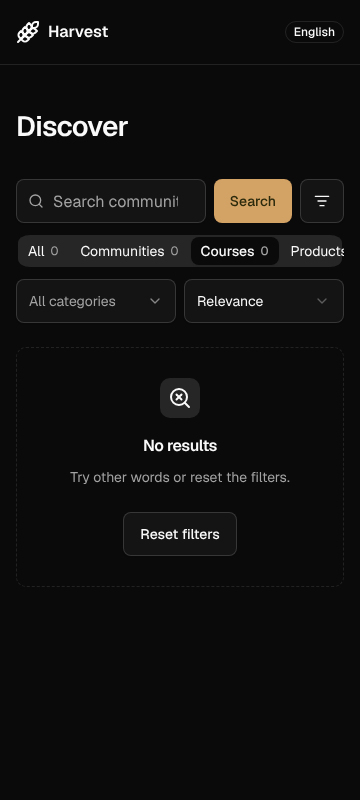 Harvest
English
Discover
Search communit
Search
All 0
Communities 0
Courses 0
Products
All categories
Relevance
No results
Try other words or reset the filters.
Reset filters